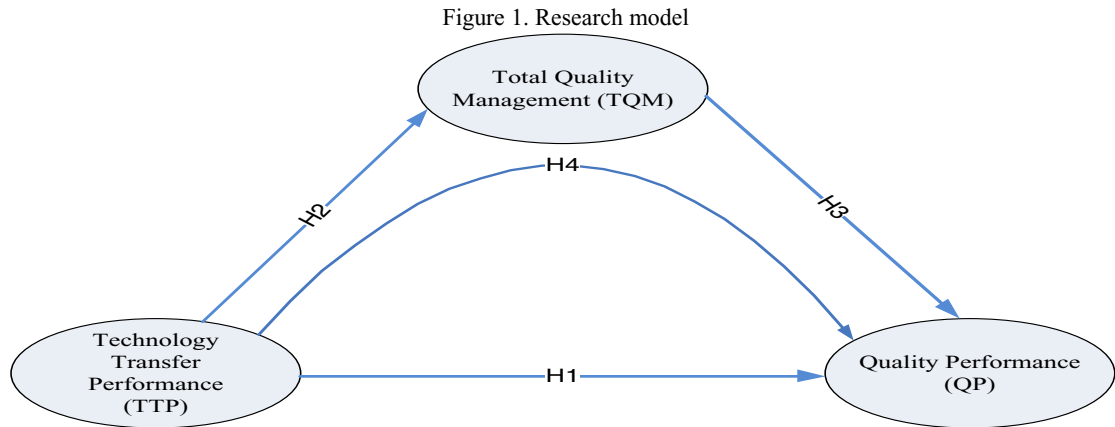 Figure 1. Research model
Total Quality
Management (TQM)
H4
H2
H3
Technology
Transfer
Performance
(TTP)
H1
Quality Performance
(QP)